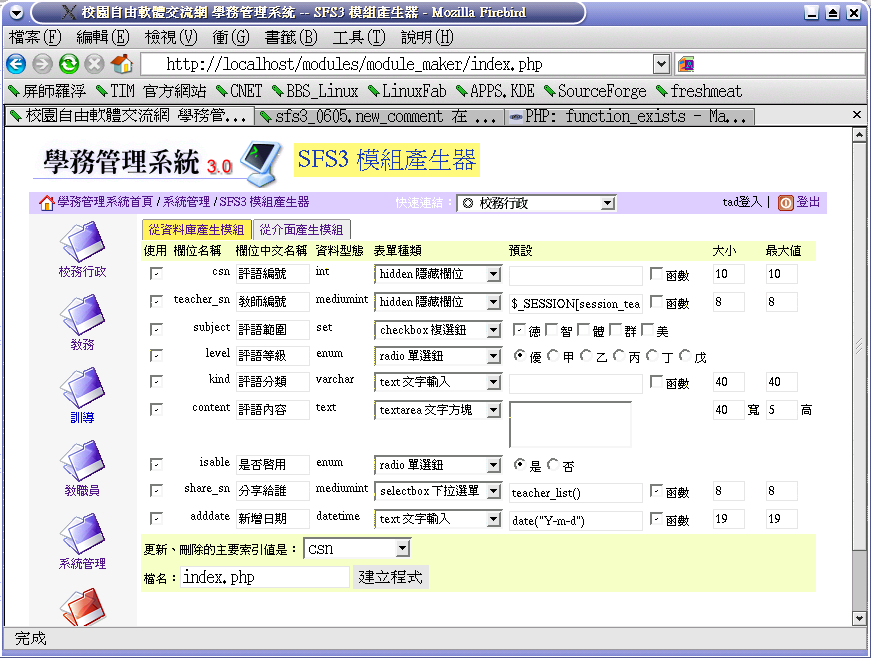 校園自由軟體交流網 學務管理系統 -- SFS3 模組產生器 - Mozilla Firebird
檔案(F) 編輯(E) 檢視(V) 衝(G) 書籤(B) 工具(T) 說明(H)
http://localhost/modules/module_maker/index.php
屏師羅浮 TIM 官方網站 CNET BBS_Linux LinuxFab APPS.KDE SourceForge freshmeat
校園自由軟體交流網 學務管... sfs3_0605.new_comment 在 ... PHP: function_exists - Ma...
學務管理系統 3.0 SFS3 模組產生器
學務管理系統首頁 / 系統管理 / SFS3 模組產生器 快速連結： ◎ 校務行政 tad登入 | 登出
校務行政
教務
訓導
教職員
系統管理
從資料庫產生模組 從介面產生模組
使用 欄位名稱 欄位中文名稱 資料型態 表單種類 預設 大小 最大值
csn 評語編號 int hidden 隱藏欄位 函數 10 10
teacher_sn 教師編號 mediumint hidden 隱藏欄位 $_SESSION[session_tea 函數 8 8
subject 評語範圍 set checkbox 複選鈕 德 智 體 群 美
level 評語等級 enum radio 單選鈕 優 甲 乙 丙 丁 戊
kind 評語分類 varchar text 文字輸入 函數 40 40
content 評語內容 text textarea 文字方塊 40 寬 5 高
isable 是否啓用 enum radio 單選鈕 是 否
share_sn 分享給誰 mediumint selectbox 下拉選單 teacher_list() 函數 8 8
adddate 新增日期 datetime text 文字輸入 date("Y-m-d") 函數 19 19
更新、刪除的主要索引值是： csn
檔名： index.php 建立程式
完成